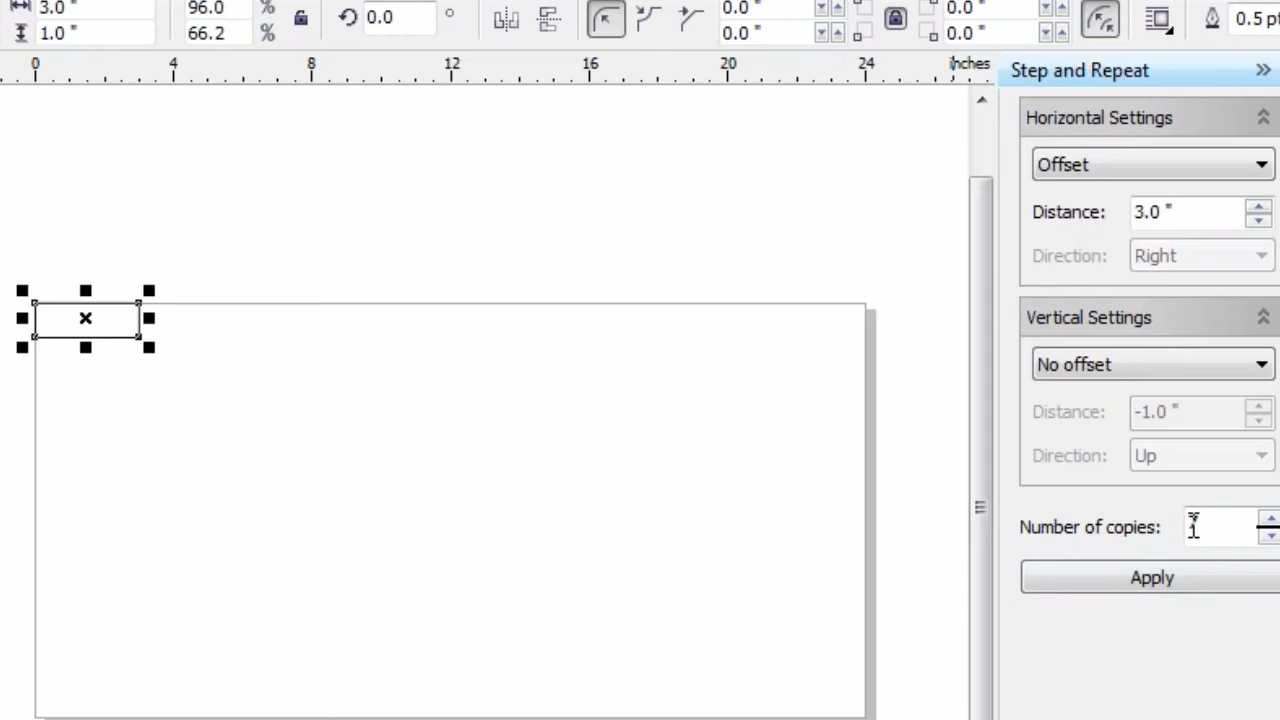 3.0 " 96.0 % 0.0 ° 0.0 " 0.0 "
1.0 " 66.2 % 0.0 " 0.0 " 0.5
0 4 8 12 16 20 24 inches
Step and Repeat
Horizontal Settings
Offset
Distance: 3.0 "
Direction: Right
Vertical Settings
No offset
Distance: -1.0 "
Direction: Up
Number of copies: 1
Apply